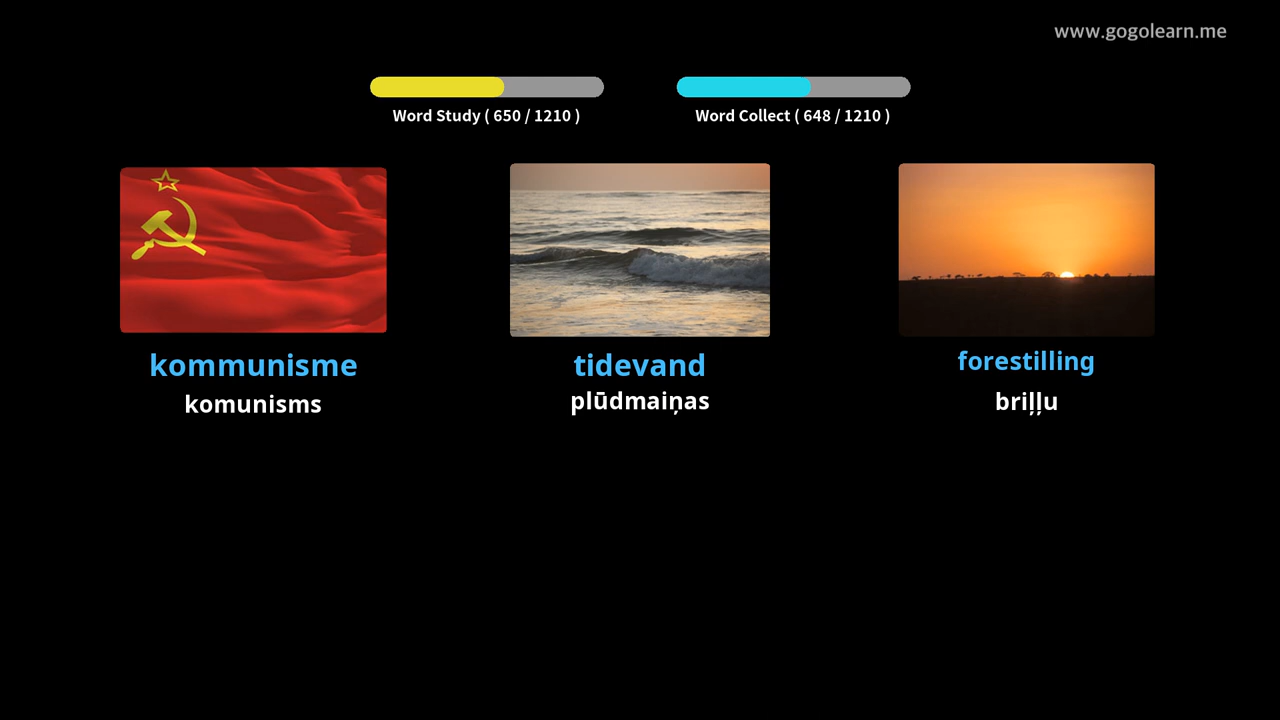 www.gogolearn.me
Word Study ( 650 / 1210 )
Word Collect ( 648 / 1210 )
kommunisme
komunisms
tidevand
plūdmaiņas
forestilling
briļļu